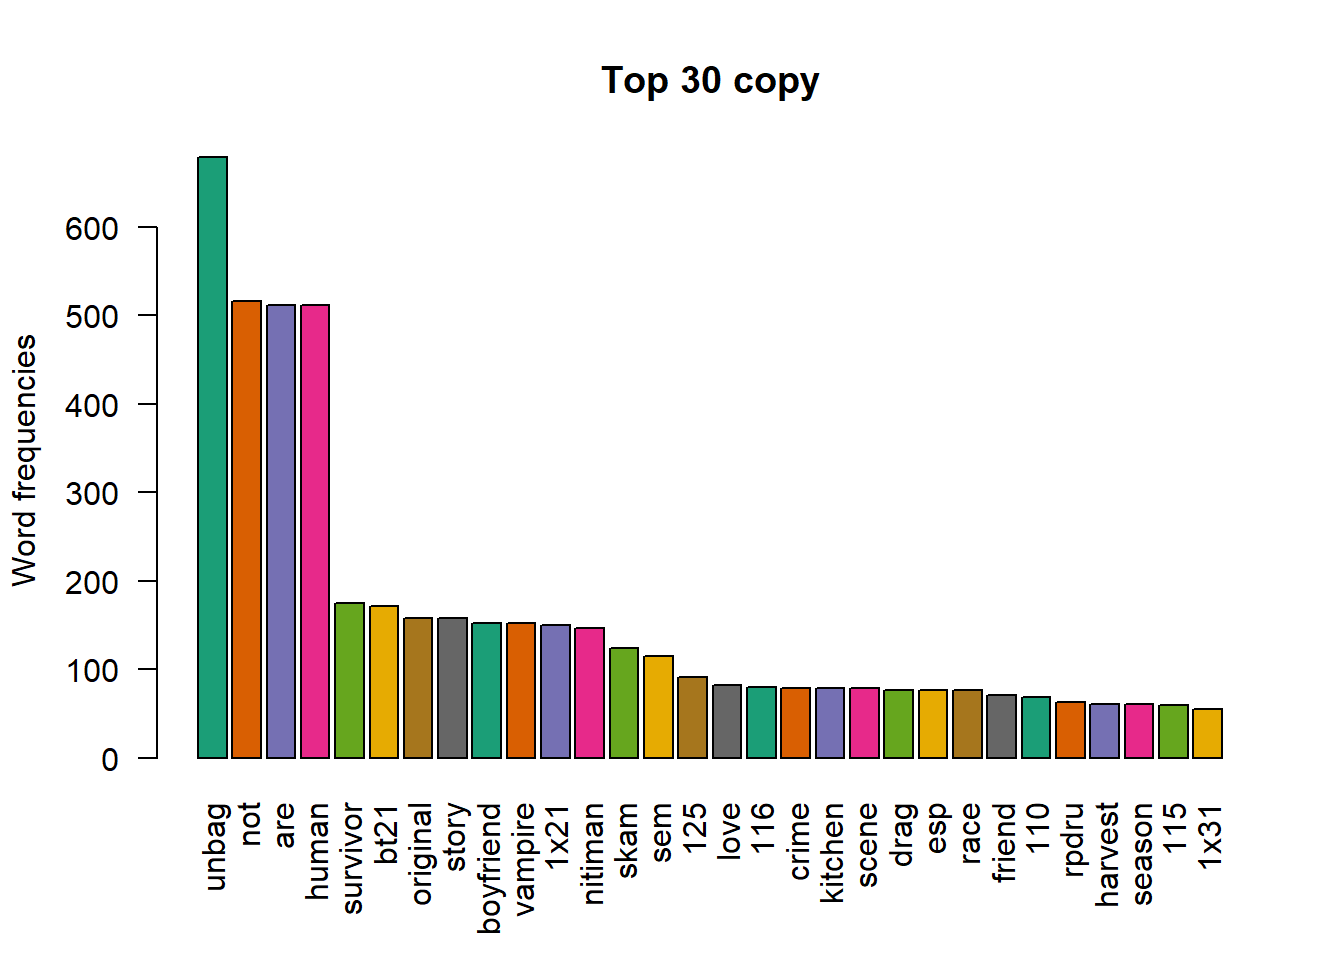 Top 30 copy
Word frequencies
600
500
400
300
200
100
0
unbag
not
are
human
survivor
bt21
original
story
boyfriend
vampire
1x21
nitiman
skam
sem
125
love
116
crime
kitchen
scene
drag
esp
race
friend
110
rpdru
harvest
season
115
1x31